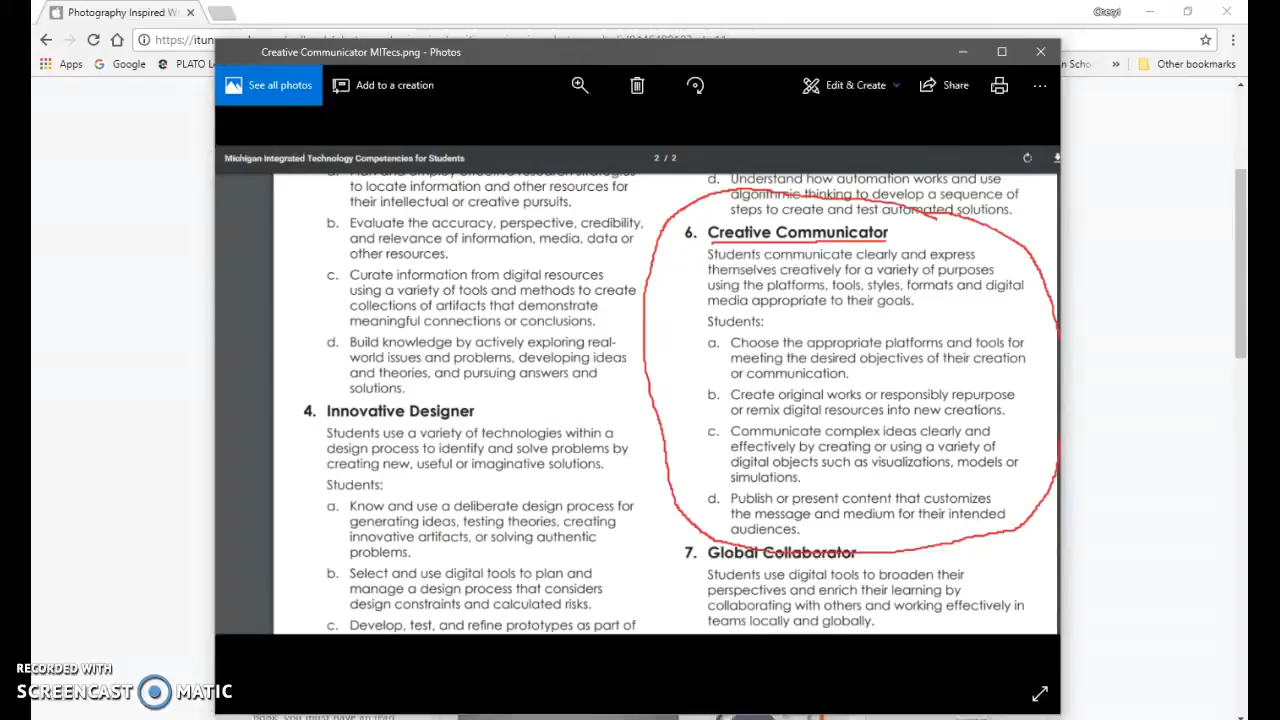 Photography Inspired W
Cheryl
https://itun
Apps
Google
PLATO L
Other bookmarks
Creative Communicator MITecs.png - Photos
See all photos
Add to a creation
Edit & Create
Share
Michigan Integrated Technology Competencies for Students
2 / 2
to locate information and other resources for
their intellectual or creative pursuits.
b. Evaluate the accuracy, perspective, credibility,
and relevance of information, media, data or
other resources.
c. Curate information from digital resources
using a variety of tools and methods to create
collections of artifacts that demonstrate
meaningful connections or conclusions.
d. Build knowledge by actively exploring real-
world issues and problems, developing ideas
and theories, and pursuing answers and
solutions.
4. Innovative Designer
Students use a variety of technologies within a
design process to identify and solve problems by
creating new, useful or imaginative solutions.
Students:
a. Know and use a deliberate design process for
generating ideas, testing theories, creating
innovative artifacts, or solving authentic
problems.
b. Select and use digital tools to plan and
manage a design process that considers
design constraints and calculated risks.
c. Develop, test, and refine prototypes as part of
d. Understand how automation works and use
algorithmic thinking to develop a sequence of
steps to create and test automated solutions.
6. Creative Communicator
Students communicate clearly and express
themselves creatively for a variety of purposes
using the platforms, tools, styles, formats and digital
media appropriate to their goals.
Students:
a. Choose the appropriate platforms and tools for
meeting the desired objectives of their creation
or communication.
b. Create original works or responsibly repurpose
or remix digital resources into new creations.
c. Communicate complex ideas clearly and
effectively by creating or using a variety of
digital objects such as visualizations, models or
simulations.
d. Publish or present content that customizes
the message and medium for their intended
audiences.
7. Global Collaborator
Students use digital tools to broaden their
perspectives and enrich their learning by
collaborating with others and working effectively in
teams locally and globally.
RECORDED WITH
SCREENCAST MATIC